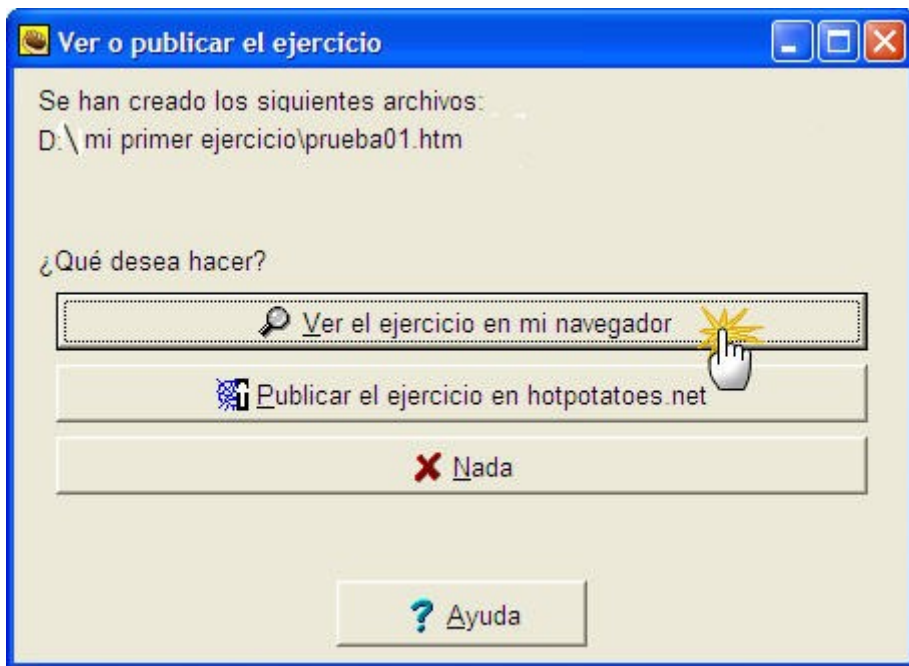 Ver o publicar el ejercicio
Se han creado los siguientes archivos:
D:\ mi primer ejercicio\prueba01.htm
¿Qué desea hacer?
Ver el ejercicio en mi navegador
Publicar el ejercicio en hotpotatoes.net
Nada
? Ayuda